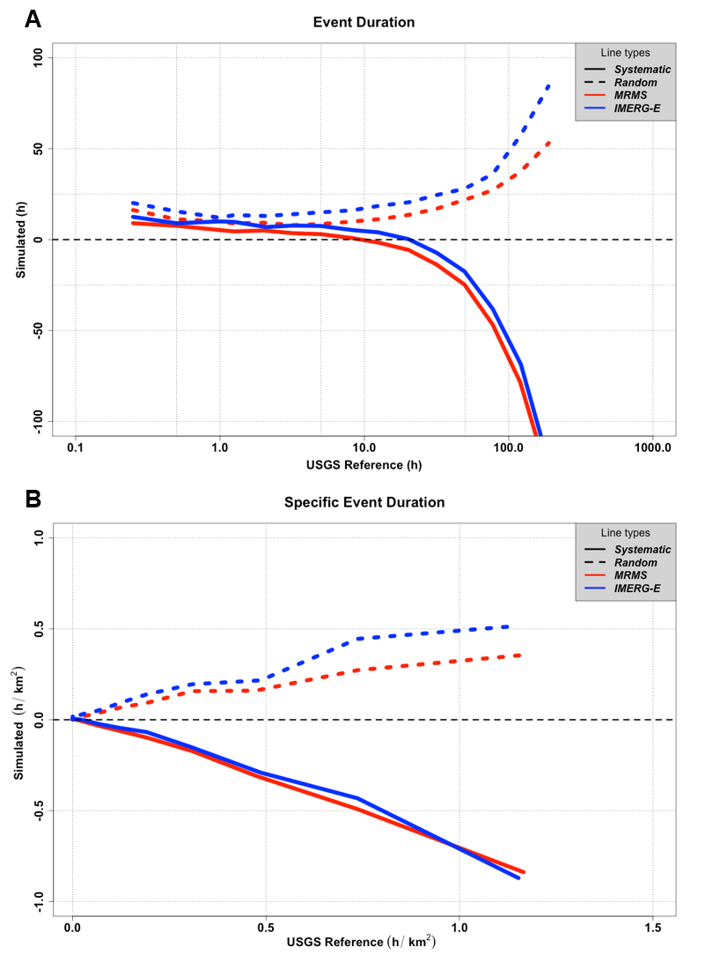 A
Event Duration
Simulated (h)
100
50
0
-50
-100
Line types
Systematic
Random
MRMS
IMERG-E
0.1
1.0
10.0
100.0
1000.0
USGS Reference (h)
B
Specific Event Duration
Simulated (h/ km²)
1.0
0.5
0.0
-0.5
-1.0
Line types
Systematic
Random
MRMS
IMERG-E
0.0
0.5
1.0
1.5
USGS Reference (h/ km²)